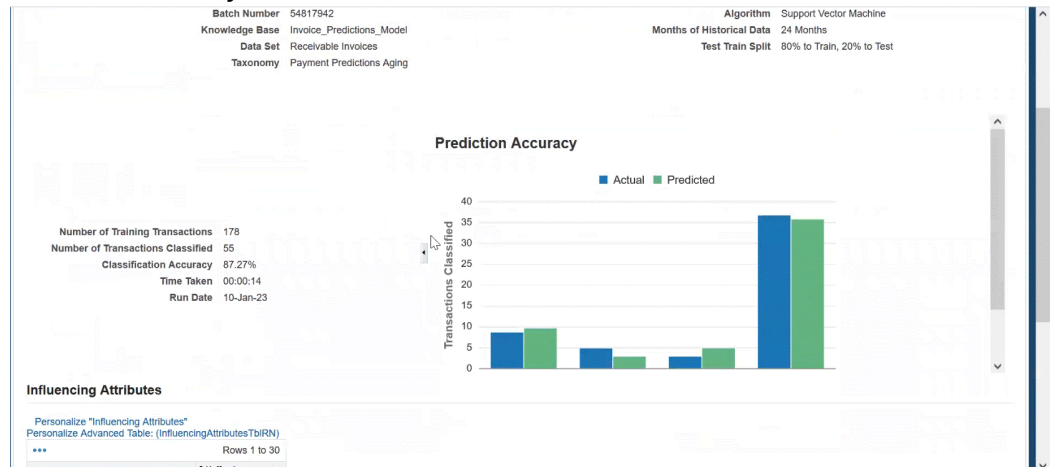 Batch Number 54817942
Algorithm Support Vector Machine
Knowledge Base Invoice_Predictions_Model
Months of Historical Data 24 Months
Data Set Receivable Invoices
Test Train Split 80% to Train, 20% to Test
Taxonomy Payment Predictions Aging
Prediction Accuracy
Actual Predicted
40
35
30
25
20
15
10
5
0
Transactions Classified
Number of Training Transactions 178
Number of Transactions Classified 55
Classification Accuracy 87.27%
Time Taken 00:00:14
Run Date 10-Jan-23
Influencing Attributes
Personalize "Influencing Attributes"
Personalize Advanced Table: (InfluencingAttributesTblRN)
Rows 1 to 30